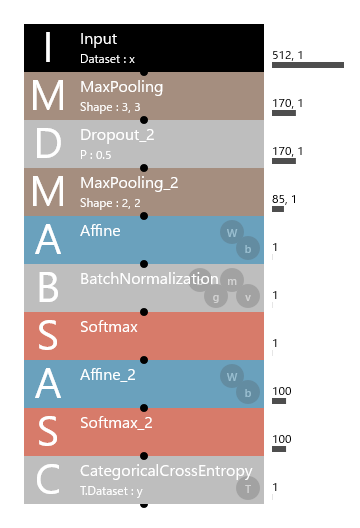 I Input
Dataset : x
512, 1
M MaxPooling
Shape : 3, 3
170, 1
D Dropout_2
P : 0.5
170, 1
M MaxPooling_2
Shape : 2, 2
85, 1
A Affine
W
b
1
B BatchNormalization
m
g v
1
S Softmax
1
A Affine_2
W
b
100
S Softmax_2
100
C CategoricalCrossEntropy
T.Dataset : y
T
1